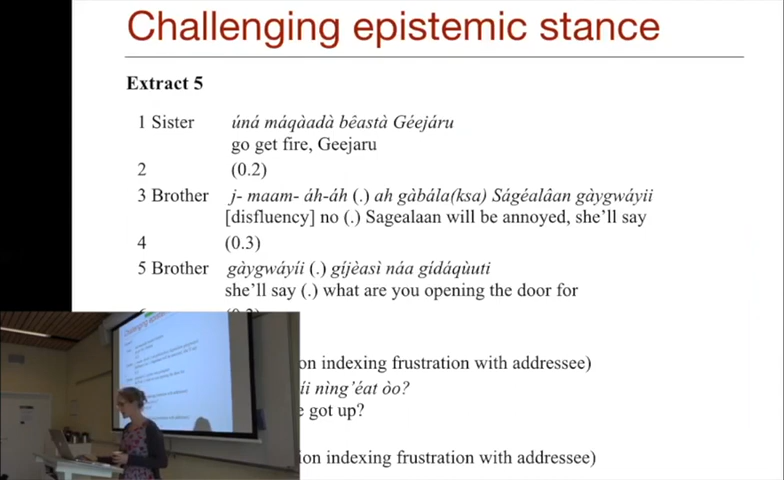 Challenging epistemic stance
Extract 5
1 Sister úná máqàadà bêastà Géejáru
go get fire, Geejaru
2 (0.2)
3 Brother j- maam- áh-áh (.) ah gàbála(ksa) Ságéalâan gàygwáyii
[disfluency] no (.) Sagealaan will be annoyed, she'll say
4 (0.3)
5 Brother gàygwáyíi (.) gíjèasì náa gídáqùuti
she'll say (.) what are you opening the door for
on indexing frustration with addressee)
íi nìng'éat òo?
e got up?
ion indexing frustration with addressee)